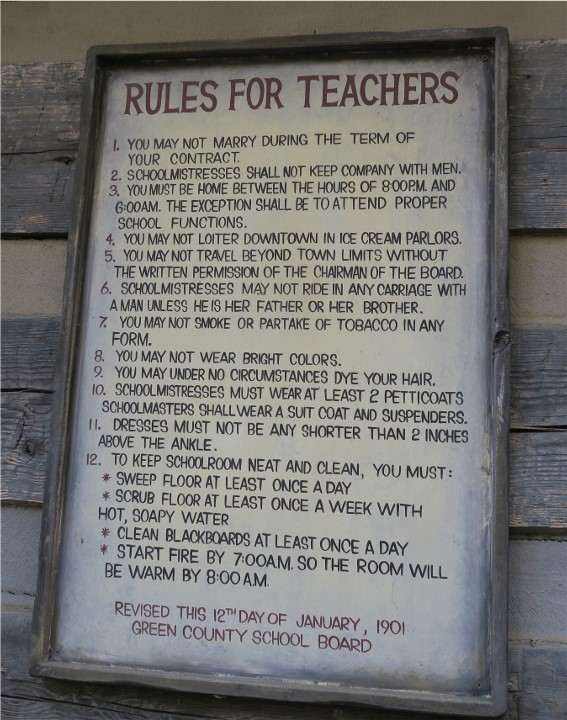 RULES FOR TEACHERS
1. YOU MAY NOT MARRY DURING THE TERM OF
YOUR CONTRACT.
2. SCHOOLMISTRESSES SHALL NOT KEEP COMPANY WITH MEN.
3. YOU MUST BE HOME BETWEEN THE HOURS OF 8:00P.M. AND
6:00AM. THE EXCEPTION SHALL BE TO ATTEND PROPER
SCHOOL FUNCTIONS.
4. YOU MAY NOT LOITER DOWNTOWN IN ICE CREAM PARLORS.
5. YOU MAY NOT TRAVEL BEYOND TOWN LIMITS WITHOUT
THE WRITTEN PERMISSION OF THE CHAIRMAN OF THE BOARD.
6. SCHOOLMISTRESSES MAY NOT RIDE IN ANY CARRIAGE WITH
A MAN UNLESS HE IS HER FATHER OR HER BROTHER.
7. YOU MAY NOT SMOKE OR PARTAKE OF TOBACCO IN ANY
FORM.
8. YOU MAY NOT WEAR BRIGHT COLORS.
9. YOU MAY UNDER NO CIRCUMSTANCES DYE YOUR HAIR.
10. SCHOOLMISTRESSES MUST WEAR AT LEAST 2 PETTICOATS
SCHOOLMASTERS SHALL WEAR A SUIT COAT AND SUSPENDERS.
11. DRESSES MUST NOT BE ANY SHORTER THAN 2 INCHES
ABOVE THE ANKLE.
12. TO KEEP SCHOOLROOM NEAT AND CLEAN, YOU MUST:
* SWEEP FLOOR AT LEAST ONCE A DAY
* SCRUB FLOOR AT LEAST ONCE A WEEK WITH
HOT, SOAPY WATER
* CLEAN BLACKBOARDS AT LEAST ONCE A DAY
* START FIRE BY 7:00AM. SO THE ROOM WILL
BE WARM BY 8:00 A.M.
REVISED THIS 12TH DAY OF JANUARY, 1901
GREEN COUNTY SCHOOL BOARD